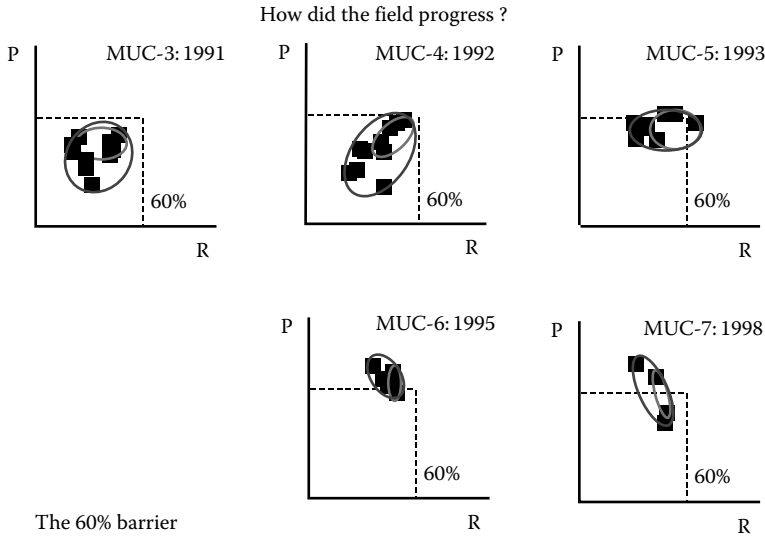 How did the field progress ?
P
MUC-3: 1991
60%
R
P
MUC-4: 1992
60%
R
P
MUC-5: 1993
60%
R
P
MUC-6: 1995
60%
R
P
MUC-7: 1998
60%
R
The 60% barrier